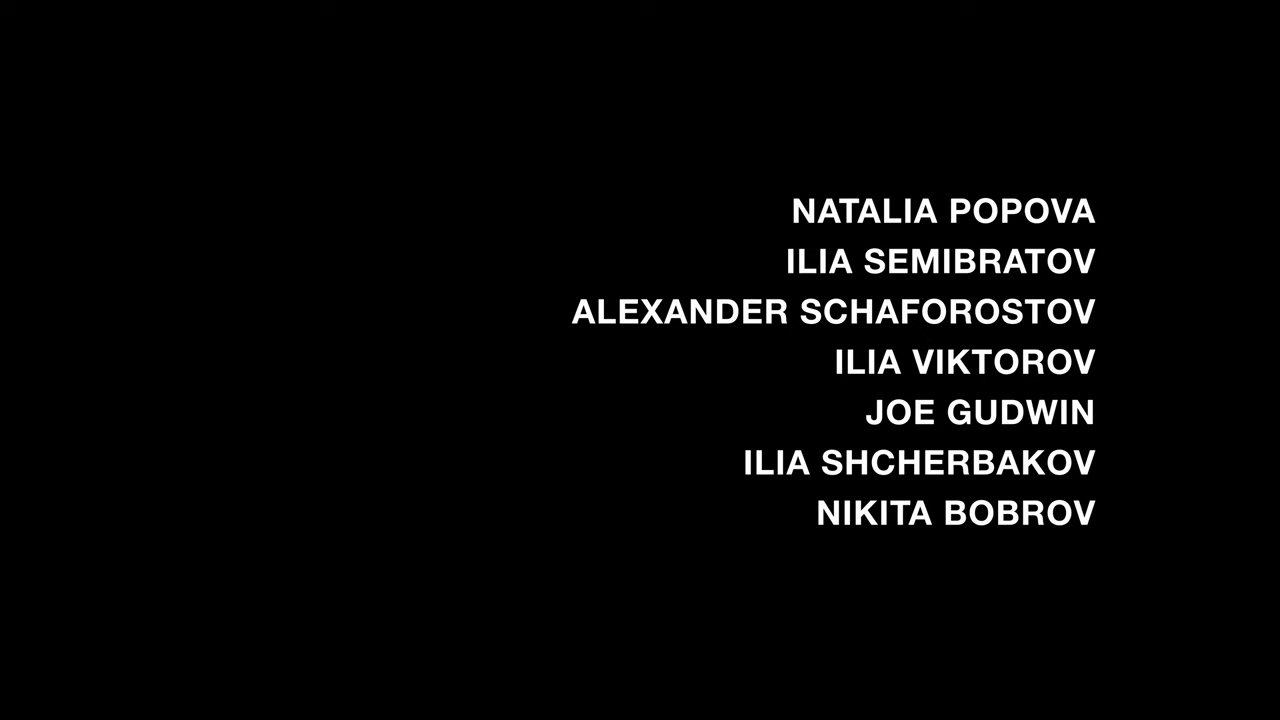 NATALIA POPOVA
ILIA SEMIBRATOV
ALEXANDER SCHAFOROSTOV
ILIA VIKTOROV
JOE GUDWIN
ILIA SHCHERBAKOV
NIKITA BOBROV